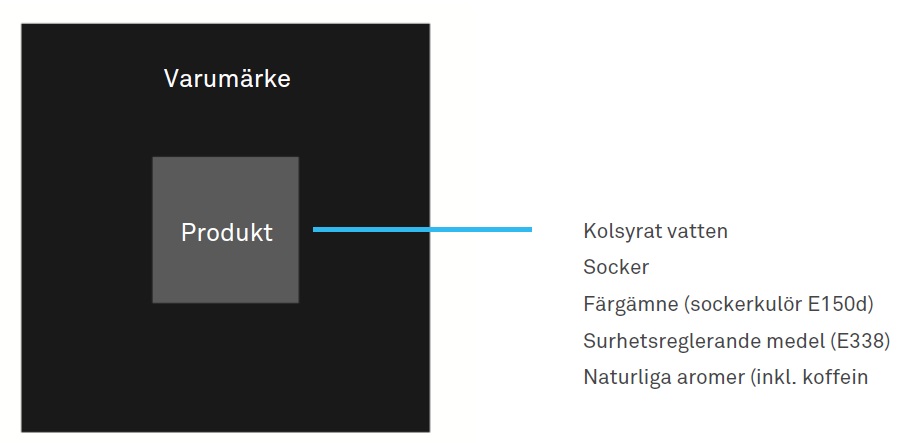 Varumärke
Produkt
Kolsyrat vatten
Socker
Färgämne (sockerkulör E150d)
Surhetsreglerande medel (E338)
Naturliga aromer (inkl. koffein